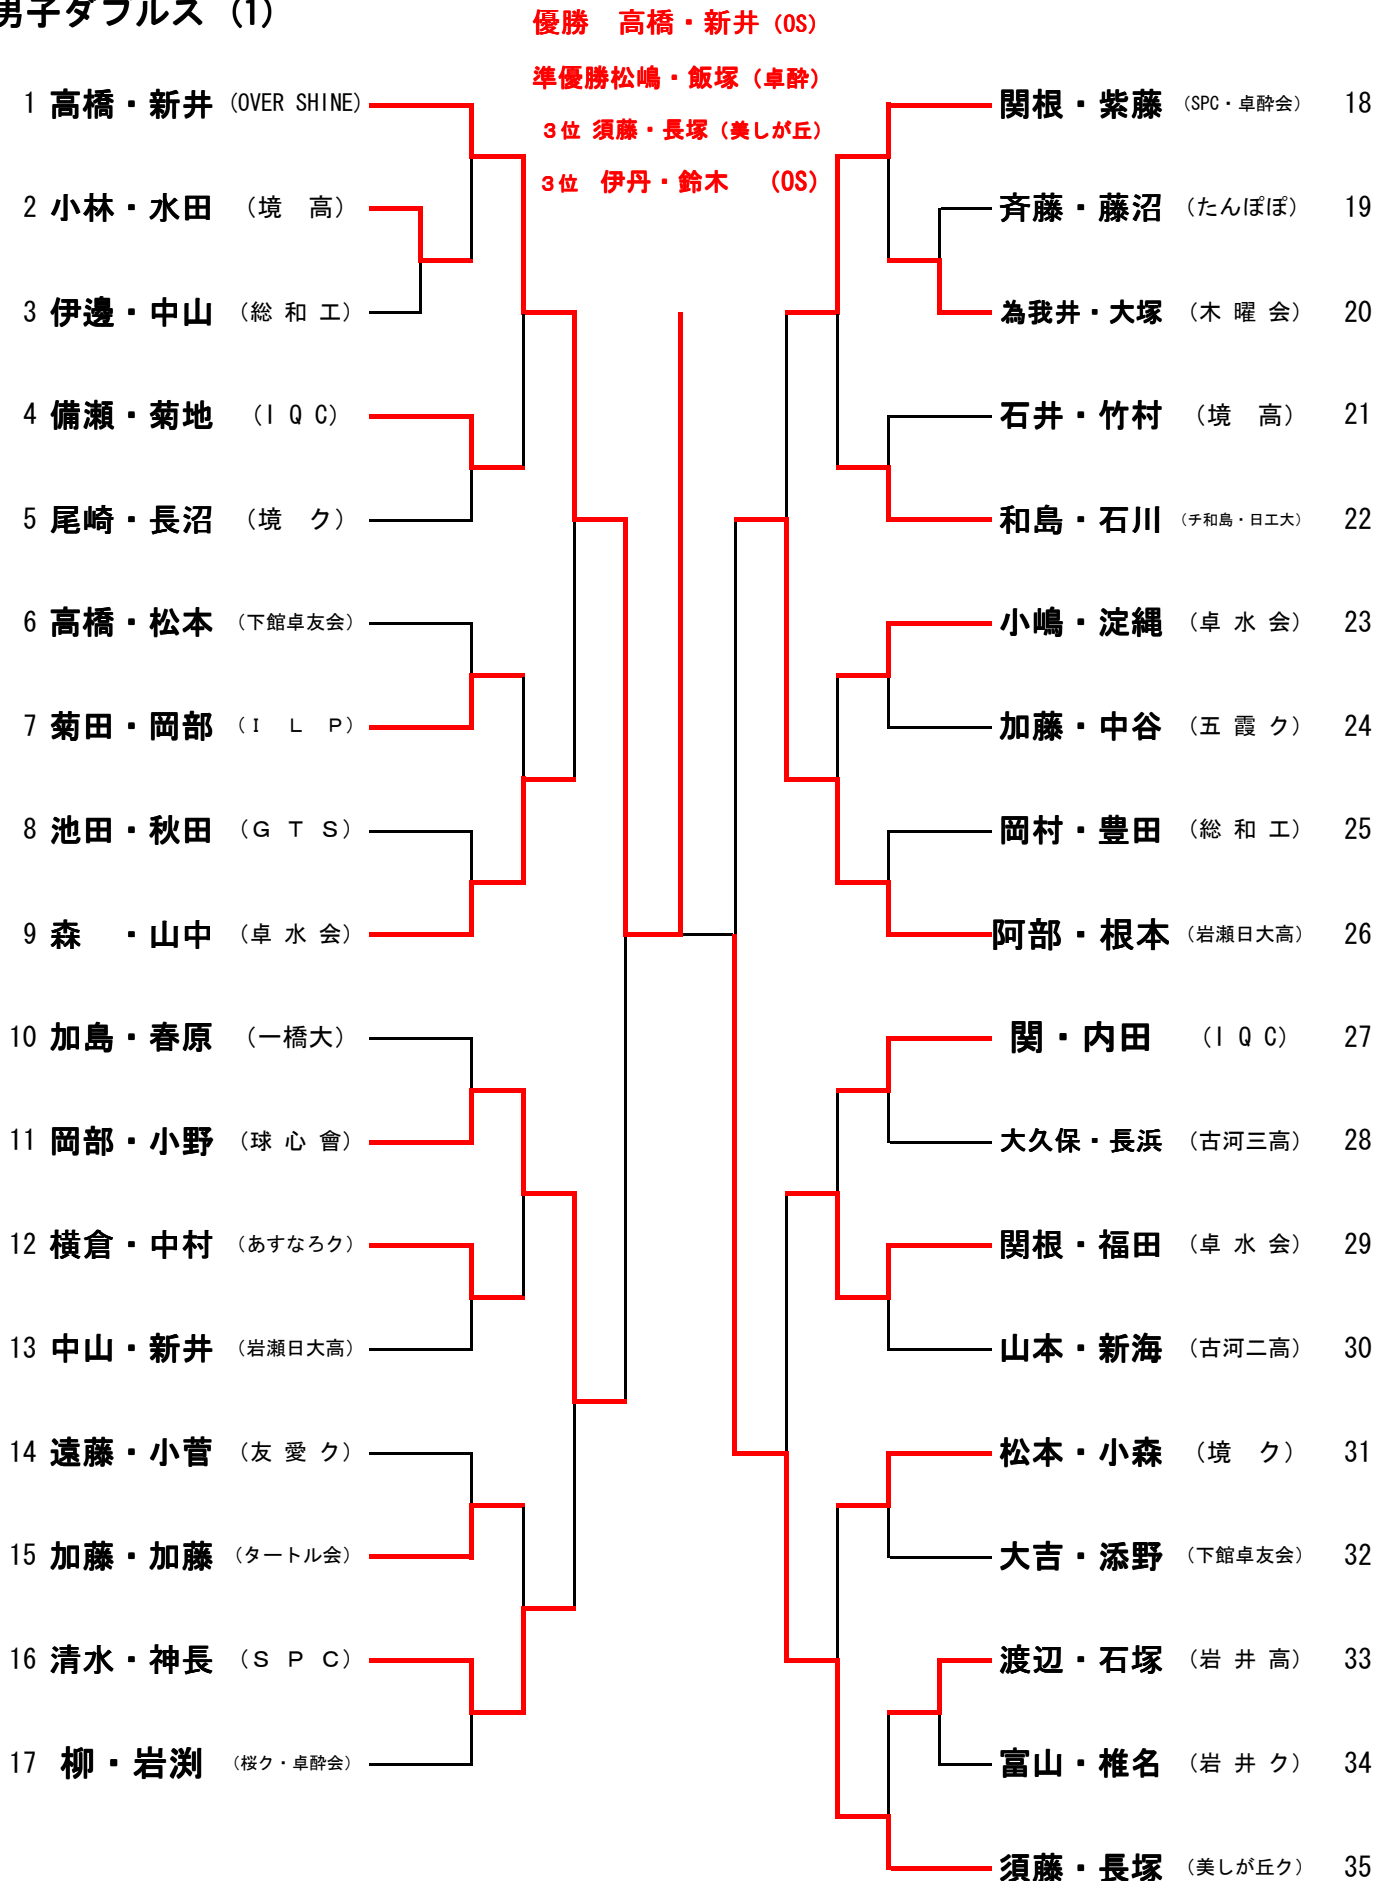 男子ダブルス (1)
優勝 高橋・新井 (OS)
準優勝松嶋・飯塚 (卓酔)
3位 須藤・長塚 (美しが丘)
3位 伊丹・鈴木 (OS)
1 高橋・新井 (OVER SHINE)
2 小林・水田 (境 高)
3 伊邊・中山 (総 和 工)
4 備瀬・菊地 (I Q C)
5 尾崎・長沼 (境 ク)
6 高橋・松本 (下館卓友会)
7 菊田・岡部 (I L P)
8 池田・秋田 (G T S)
9 森 ・山中 (卓 水 会)
10 加島・春原 (一橋大)
11 岡部・小野 (球 心 會)
12 横倉・中村 (あすなろク)
13 中山・新井 (岩瀬日大高)
14 遠藤・小菅 (友 愛 ク)
15 加藤・加藤 (タートル会)
16 清水・神長 (S P C)
17 柳・岩渕 (桜ク・卓酔会)
関根・紫藤 (SPC・卓酔会) 18
斉藤・藤沼 (たんぽぽ) 19
為我井・大塚 (木 曜 会) 20
石井・竹村 (境 高) 21
和島・石川 (チ和島・日工大) 22
小嶋・淀縄 (卓 水 会) 23
加藤・中谷 (五 霞 ク) 24
岡村・豊田 (総 和 工) 25
阿部・根本 (岩瀬日大高) 26
関・内田 (I Q C) 27
大久保・長浜 (古河三高) 28
関根・福田 (卓 水 会) 29
山本・新海 (古河二高) 30
松本・小森 (境 ク) 31
大吉・添野 (下館卓友会) 32
渡辺・石塚 (岩 井 高) 33
富山・椎名 (岩 井 ク) 34
須藤・長塚 (美しが丘ク) 35